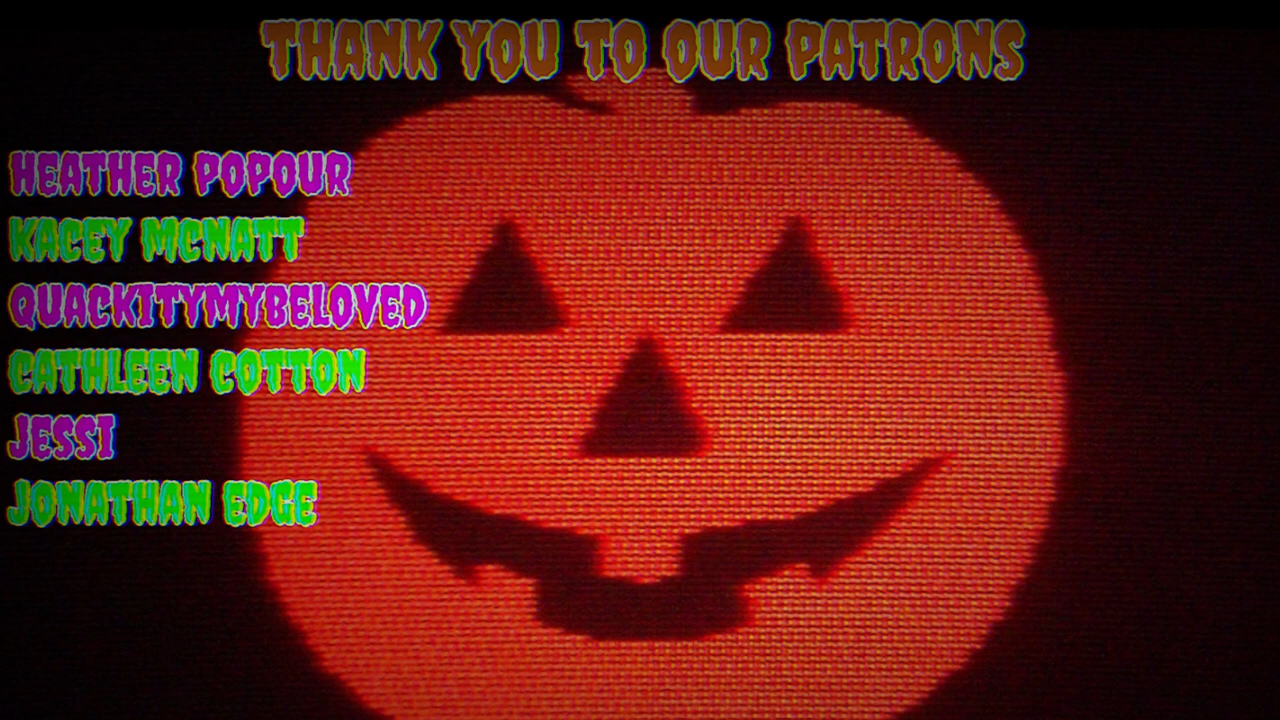 THANK YOU TO OUR PATRONS
HEATHER POPOUR
KACEY MCNATT
QUACKITYMYBELOVED
CATHLEEN COTTON
JESSI
JONATHAN EDGE